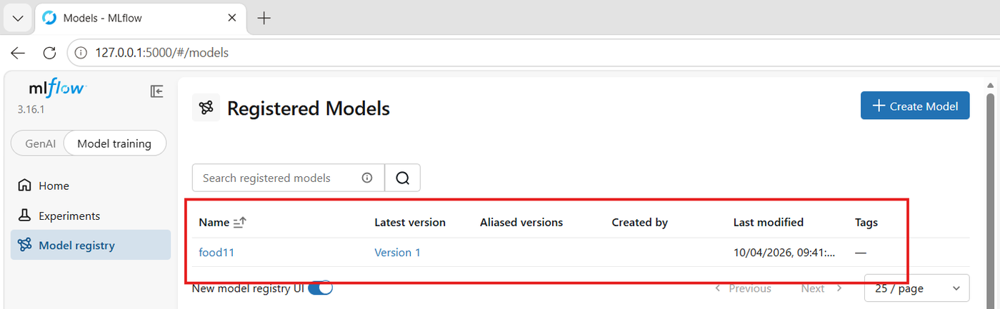 Models - MLflow
127.0.0.1:5000/#/models
mlflow
3.16.1
GenAI
Model training
Home
Experiments
Model registry
Registered Models
Create Model
Search registered models
Name Latest version Aliased versions Created by Last modified Tags
food11 Version 1 10/04/2026, 09:41:... —
New model registry UI
Previous Next 25 / page